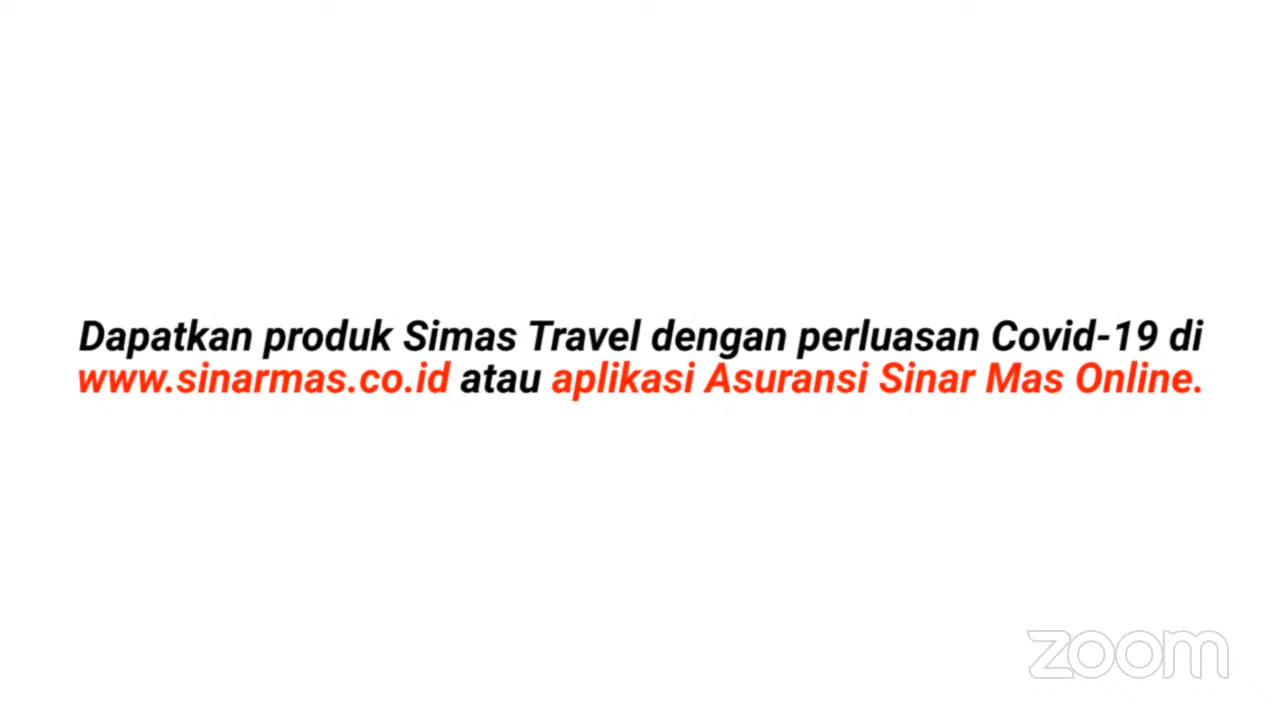 Dapatkan produk Simas Travel dengan perluasan Covid-19 di
www.sinarmas.co.id atau aplikasi Asuransi Sinar Mas Online.
zoom